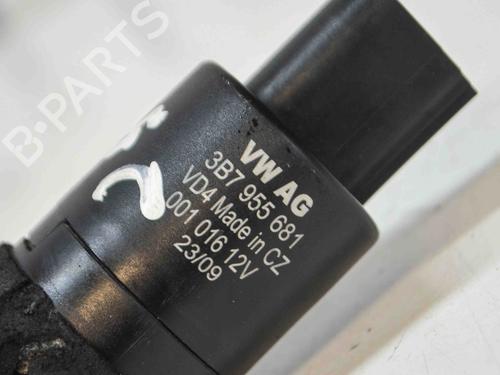 B-PARTS
VW AG
3B7 955 681
VD4 Made in CZ
001 016 12V
23/09